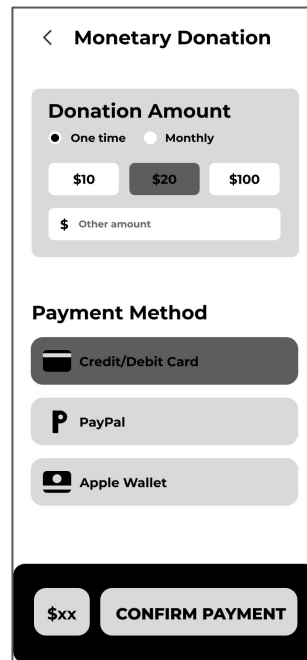 Monetary Donation
Donation Amount
One time Monthly
$10 $20 $100
$ Other amount
Payment Method
Credit/Debit Card
PayPal
Apple Wallet
$xx CONFIRM PAYMENT